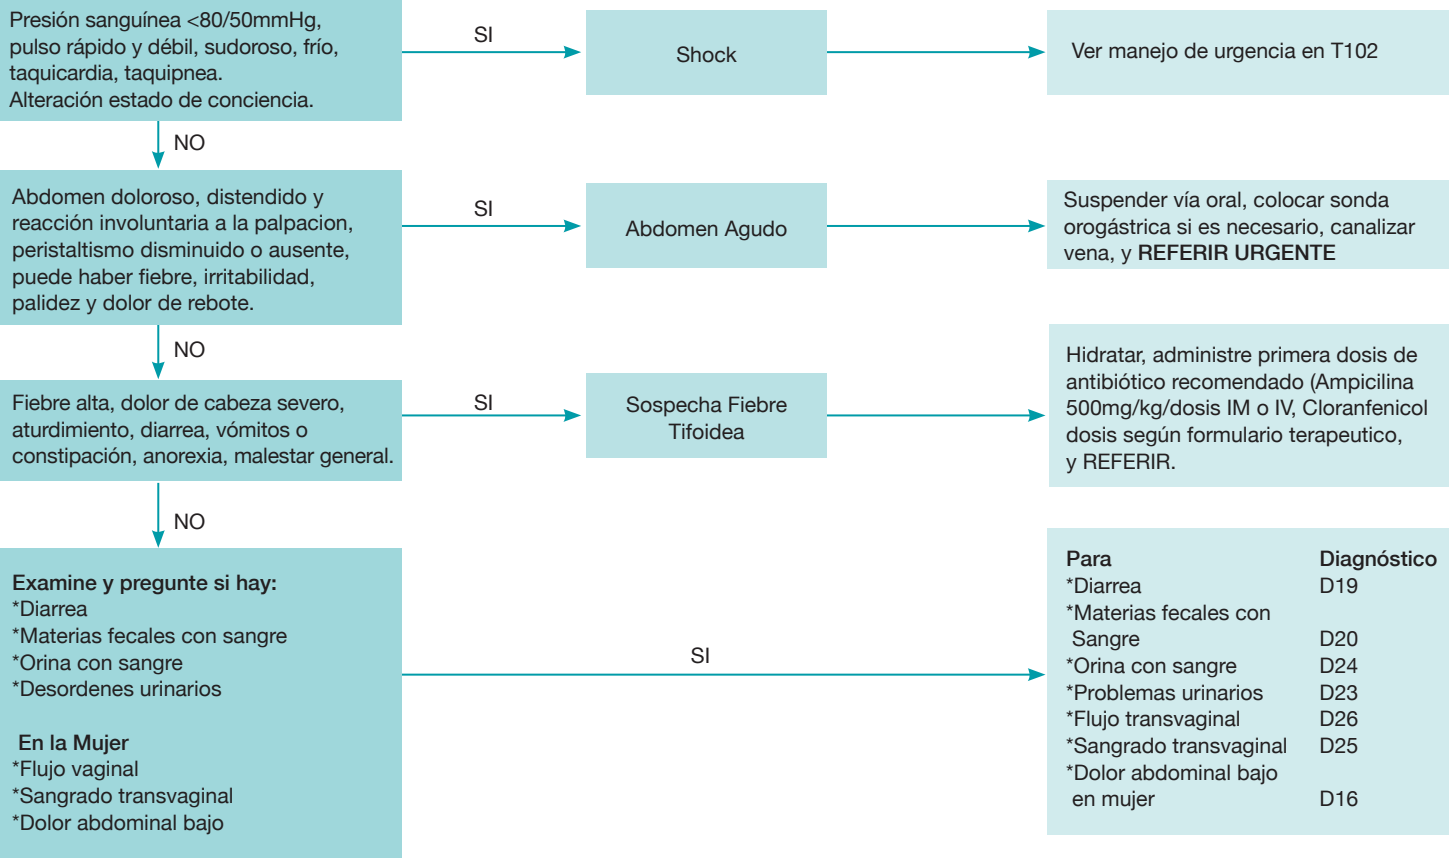 Presión sanguínea <80/50mmHg,
pulso rápido y débil, sudoroso, frío,
taquicardia, taquipnea.
Alteración estado de conciencia.
SI
Shock
Ver manejo de urgencia en T102
NO
Abdomen doloroso, distendido y
reacción involuntaria a la palpacion,
peristaltismo disminuido o ausente,
puede haber fiebre, irritabilidad,
palidez y dolor de rebote.
SI
Abdomen Agudo
Suspender vía oral, colocar sonda
orogástrica si es necesario, canalizar
vena, y REFERIR URGENTE
NO
Fiebre alta, dolor de cabeza severo,
aturdimiento, diarrea, vómitos o
constipación, anorexia, malestar general.
SI
Sospecha Fiebre
Tifoidea
Hidratar, administre primera dosis de
antibiótico recomendado (Ampicilina
500mg/kg/dosis IM o IV, Cloranfenicol
dosis según formulario terapeutico,
y REFERIR.
NO
Examine y pregunte si hay:
*Diarrea
*Materias fecales con sangre
*Orina con sangre
*Desordenes urinarios
En la Mujer
*Flujo vaginal
*Sangrado transvaginal
*Dolor abdominal bajo
SI
Para Diagnóstico
*Diarrea D19
*Materias fecales con
Sangre D20
*Orina con sangre D24
*Problemas urinarios D23
*Flujo transvaginal D26
*Sangrado transvaginal D25
*Dolor abdominal bajo
en mujer D16